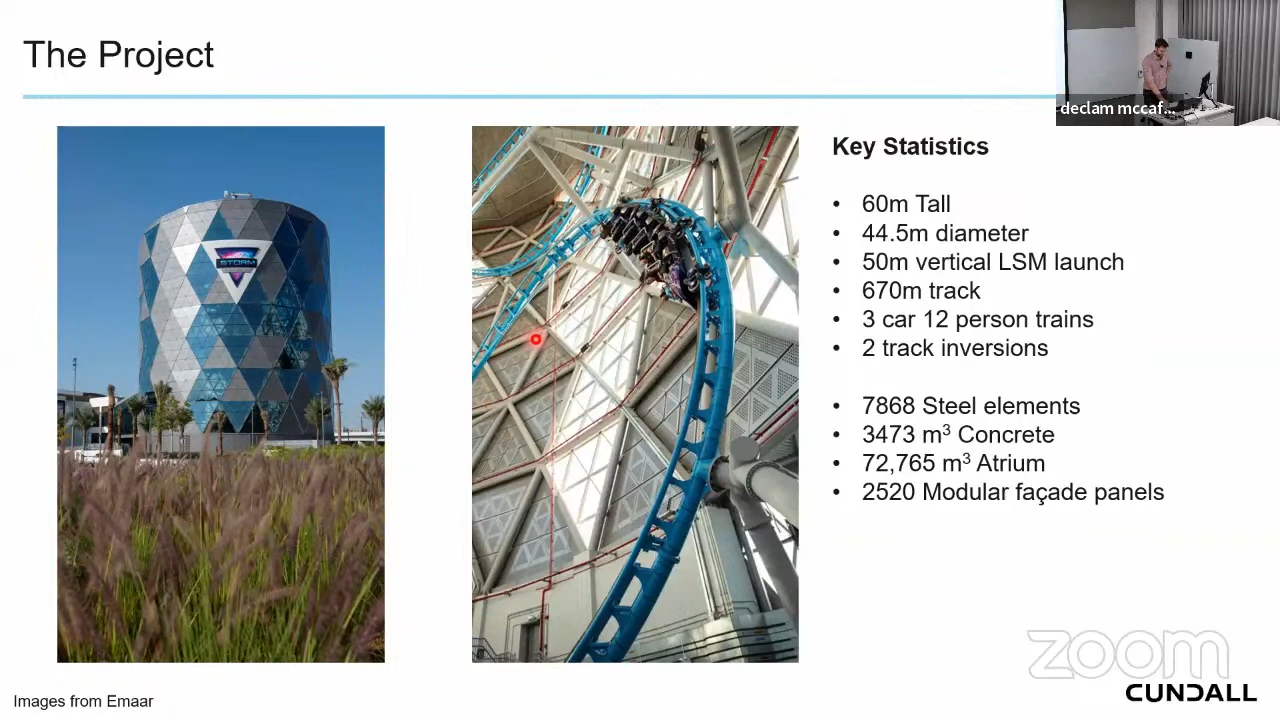 The Project
declam mccaf...
STORM
Key Statistics
• 60m Tall
• 44.5m diameter
• 50m vertical LSM launch
• 670m track
• 3 car 12 person trains
• 2 track inversions
• 7868 Steel elements
• 3473 m³ Concrete
• 72,765 m³ Atrium
• 2520 Modular façade panels
zoom
CUNDALL
Images from Emaar